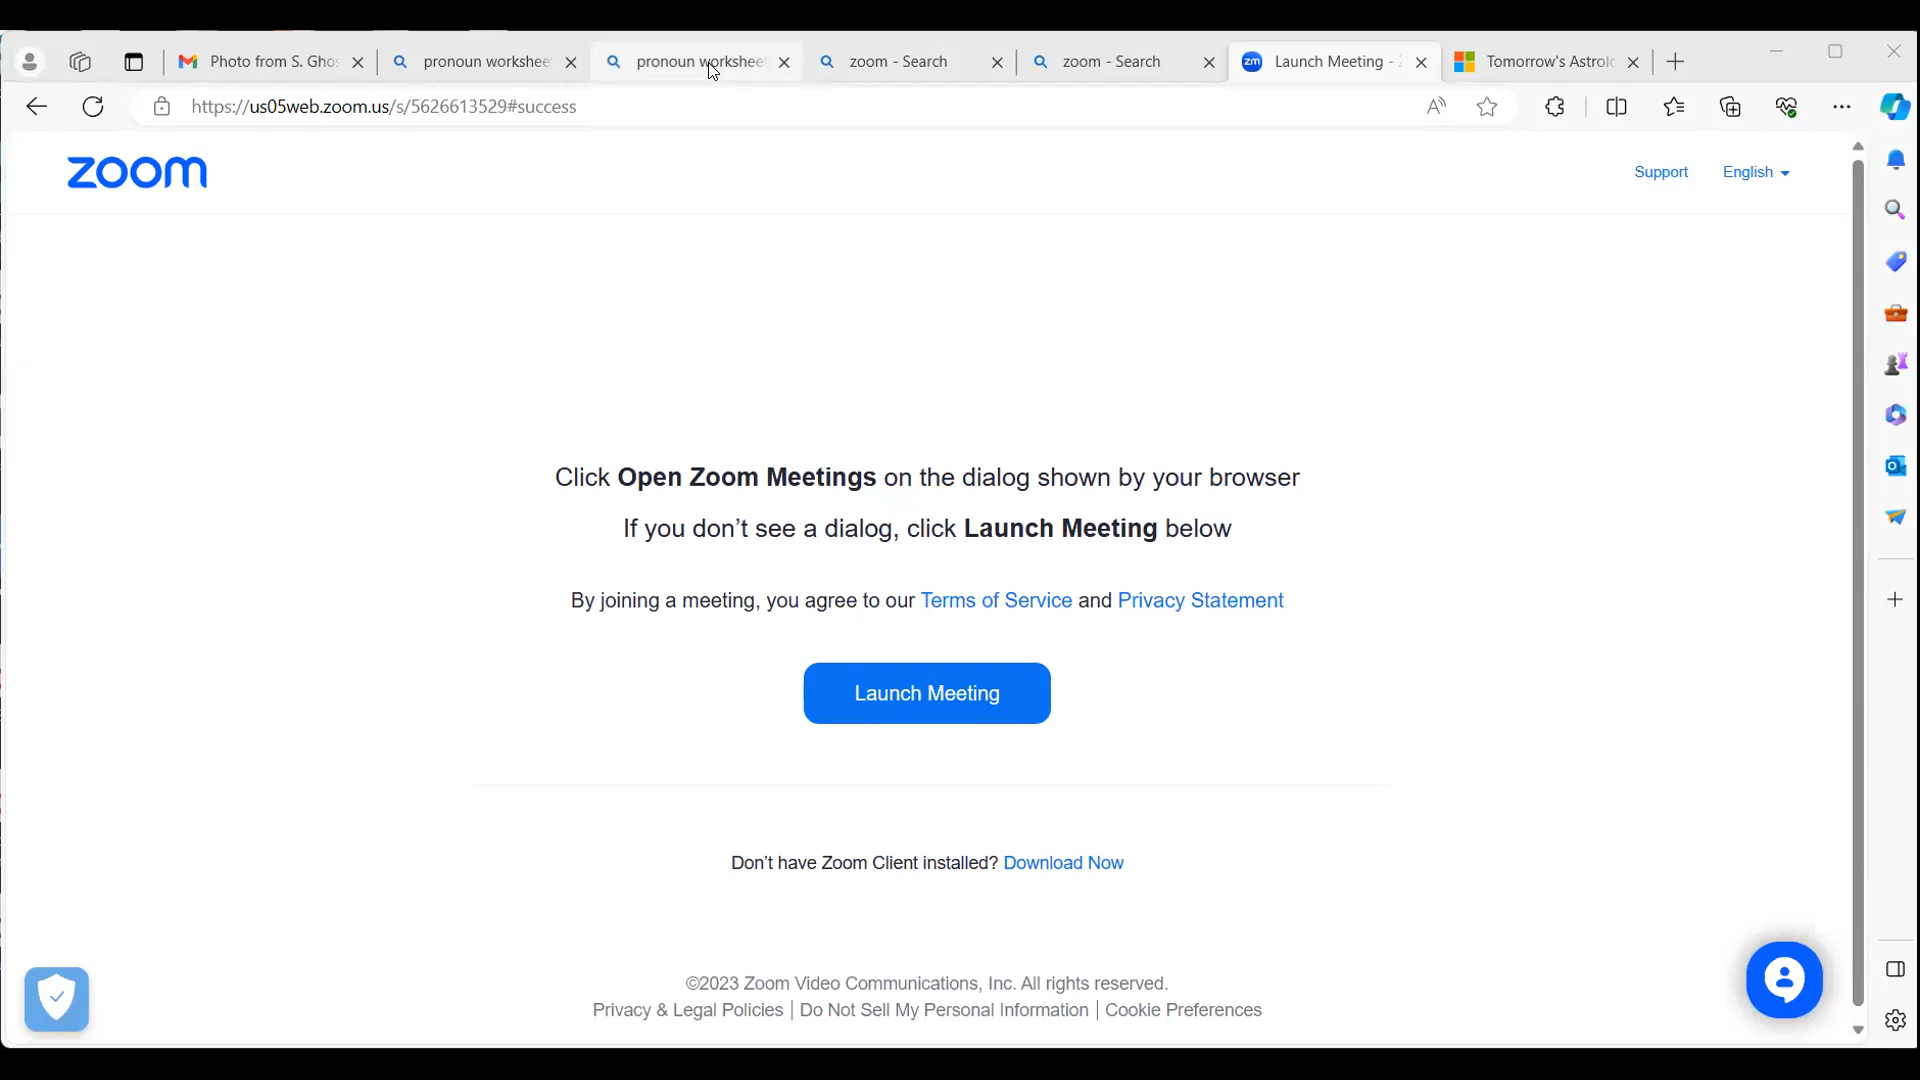 Photo from S. Ghos
pronoun workshee
pronoun workshee
zoom - Search
zoom - Search
Launch Meeting -
Tomorrow's Astrolo
https://us05web.zoom.us/s/5626613529#success
zoom
Support
English
Click Open Zoom Meetings on the dialog shown by your browser
If you don’t see a dialog, click Launch Meeting below
By joining a meeting, you agree to our Terms of Service and Privacy Statement
Launch Meeting
Don’t have Zoom Client installed? Download Now
©2023 Zoom Video Communications, Inc. All rights reserved.
Privacy & Legal Policies | Do Not Sell My Personal Information | Cookie Preferences